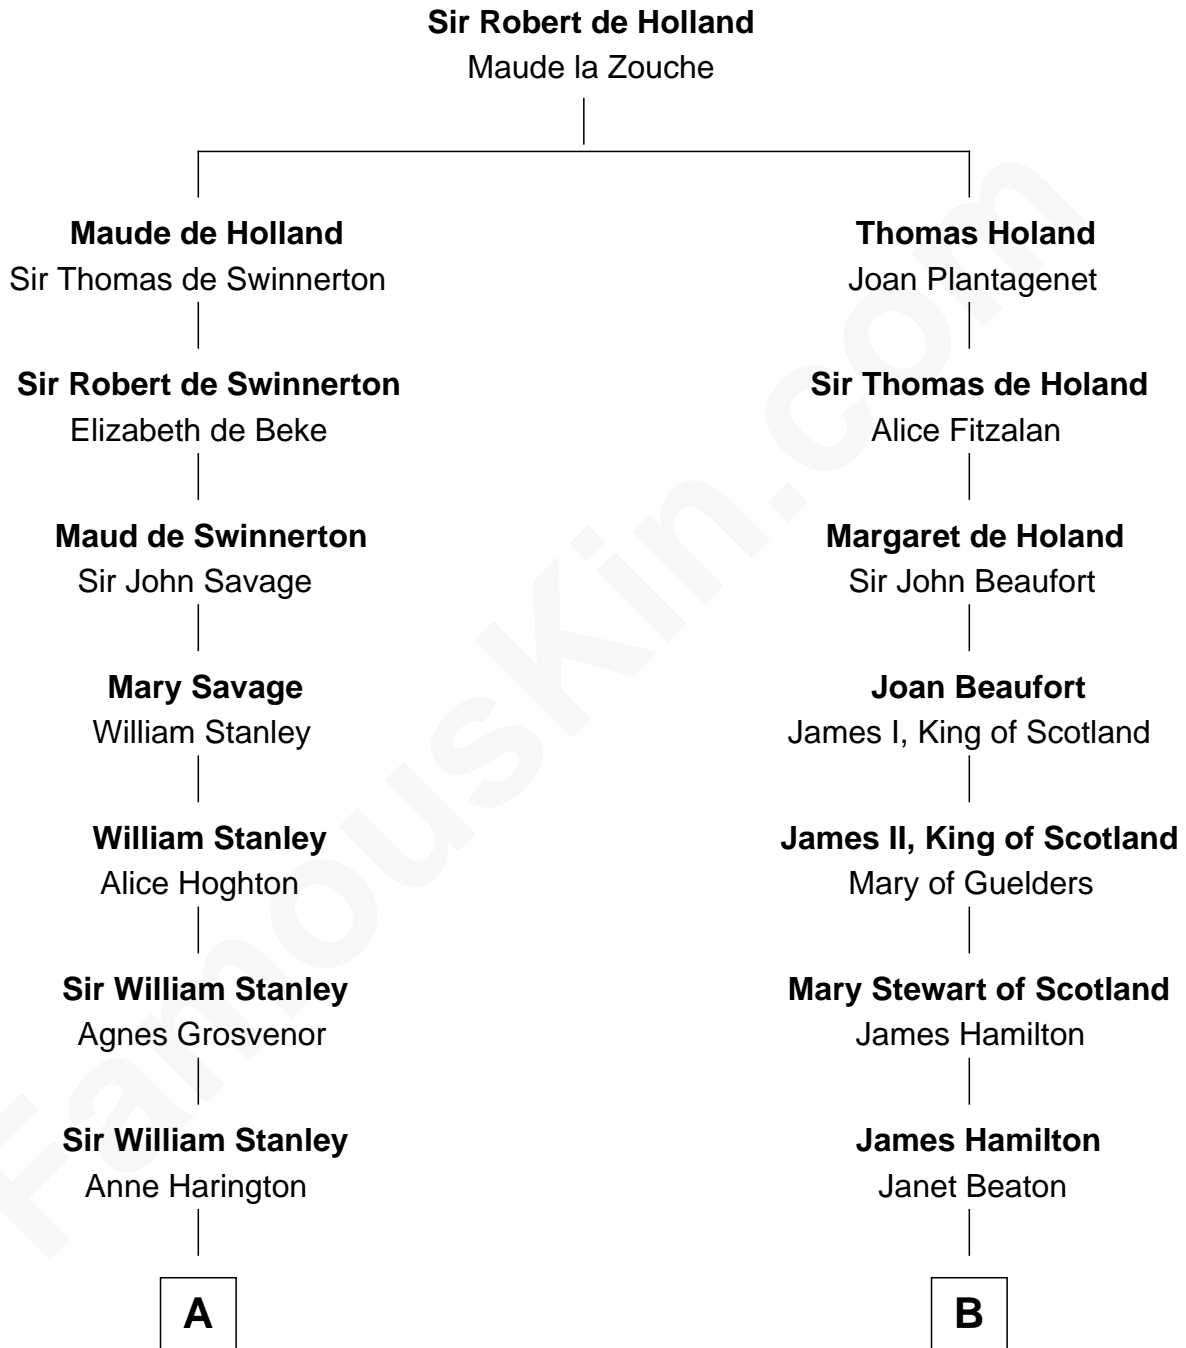 Sir Robert de Holland
Maude la Zouche
Maude de Holland
Sir Thomas de Swinnerton
Thomas Holand
Joan Plantagenet
Sir Robert de Swinnerton
Elizabeth de Beke
Sir Thomas de Holand
Alice Fitzalan
Maud de Swinnerton
Sir John Savage
Margaret de Holand
Sir John Beaufort
Mary Savage
William Stanley
Joan Beaufort
James I, King of Scotland
William Stanley
Alice Hoghton
James II, King of Scotland
Mary of Guelders
Sir William Stanley
Agnes Grosvenor
Mary Stewart of Scotland
James Hamilton
Sir William Stanley
Anne Harington
James Hamilton
Janet Beaton
A
B
FamousKin.com